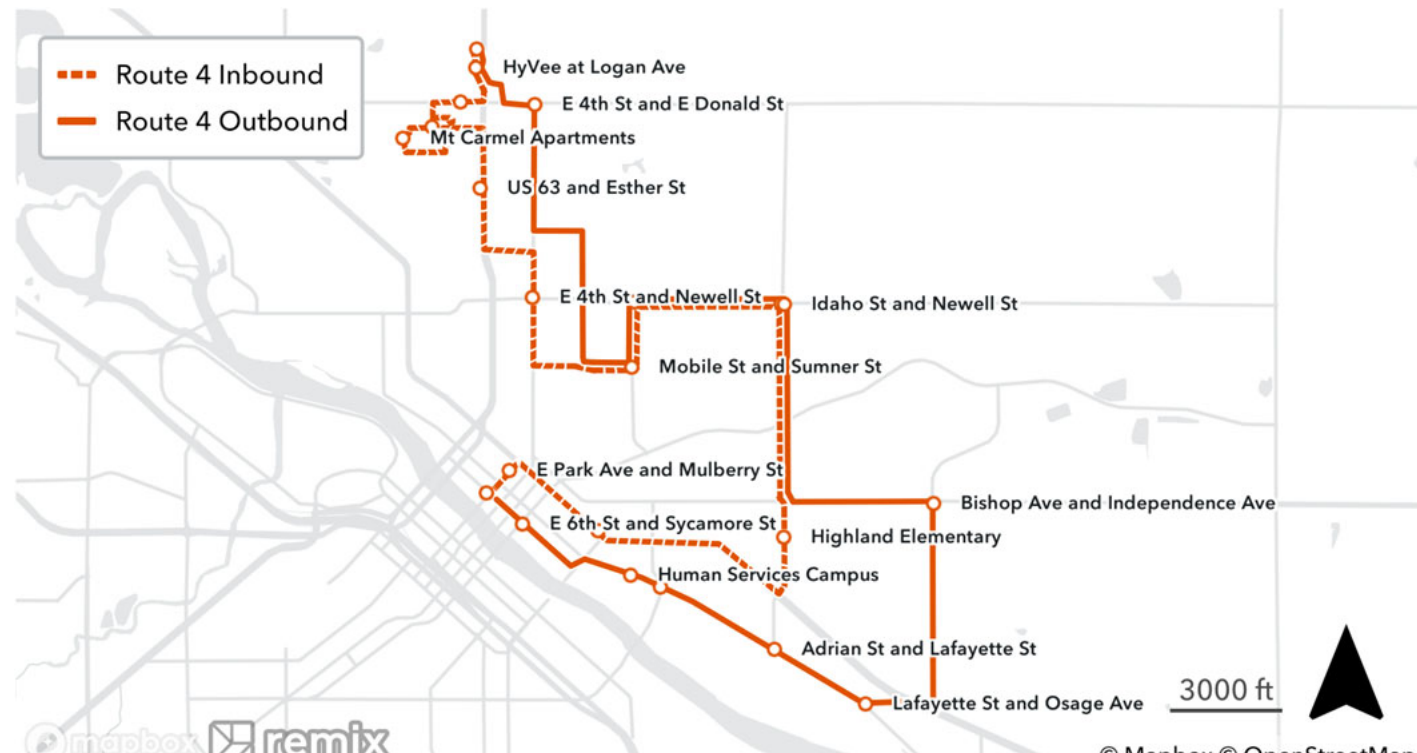 Route 4 Inbound
Route 4 Outbound
HyVee at Logan Ave
E 4th St and E Donald St
Mt Carmel Apartments
US 63 and Esther St
E 4th St and Newell St
Idaho St and Newell St
Mobile St and Sumner St
E Park Ave and Mulberry St
Bishop Ave and Independence Ave
E 6th St and Sycamore St
Highland Elementary
Human Services Campus
Adrian St and Lafayette St
3000 ft
Lafayette St and Osage Ave
mapbox remix
© Mapbox © OpenStreetMap